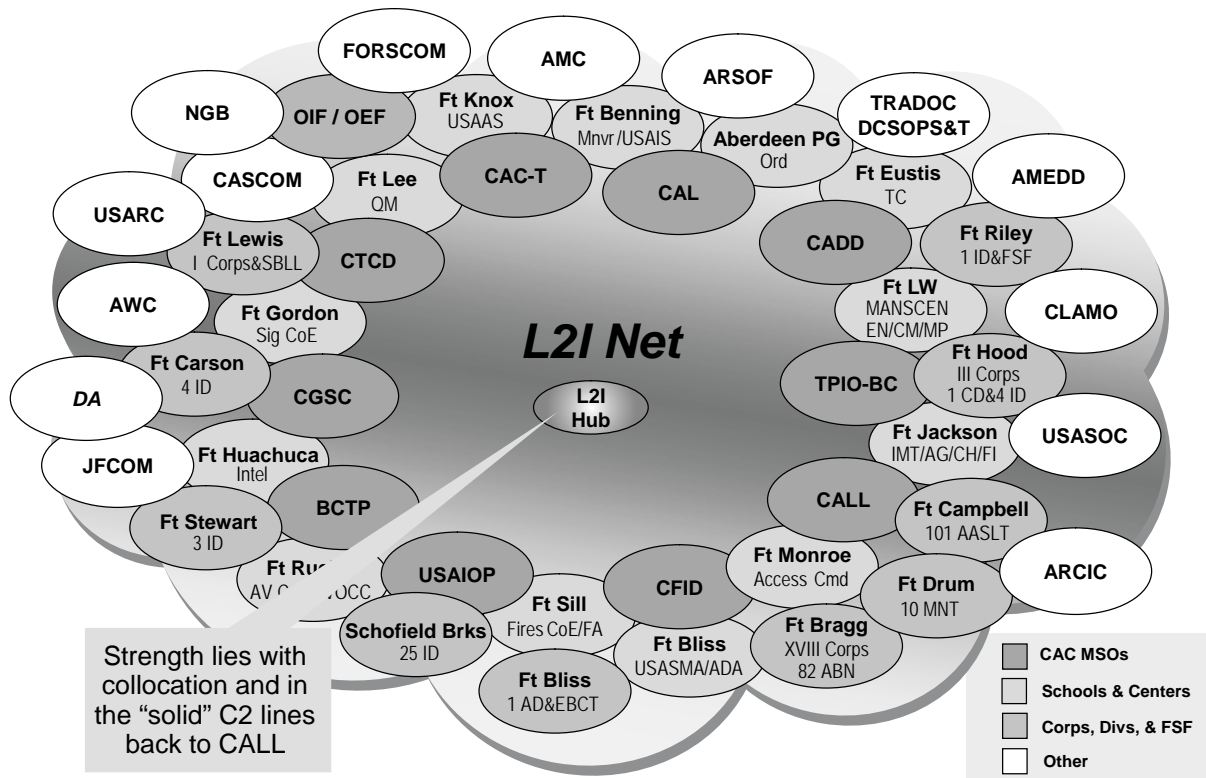 FORSCOM
AMC
ARSOF
NGB
OIF / OEF
Ft Knox
USAAS
Ft Benning
Mnvr/USAIS
Aberdeen PG
Ord
TRADOC
DCSOPS&T
CASCOM
Ft Lee
QM
CAC-T
CAL
Ft Eustis
TC
AMEDD
USARC
Ft Lewis
I Corps&SBLL
CTCD
CADD
Ft Riley
1 ID&FSF
AWC
Ft Gordon
Sig CoE
Ft LW
MANSCEN
EN/CM/MP
CLAMO
L2I Net
Ft Carson
4 ID
DA
CGSC
L2I
Hub
TPIO-BC
Ft Hood
III Corps
1 CD&4 ID
JFCOM
Ft Huachuca
Intel
Ft Jackson
IMT/AG/CH/FI
USASOC
Ft Stewart
3 ID
BCTP
CALL
Ft Campbell
101 AASLT
Ft
AV
USAIOP
Ft Sill
Fires CoE/FA
CFID
Ft Monroe
Access Cmd
Ft Drum
10 MNT
ARCIC
Schofield Brks
25 ID
Ft Bliss
1 AD&EBCT
Ft Bliss
USASMA/ADA
Ft Bragg
XVIII Corps
82 ABN
Strength lies with
collocation and in
the “solid” C2 lines
back to CALL
CAC MSOs
Schools & Centers
Corps, Divs, & FSF
Other